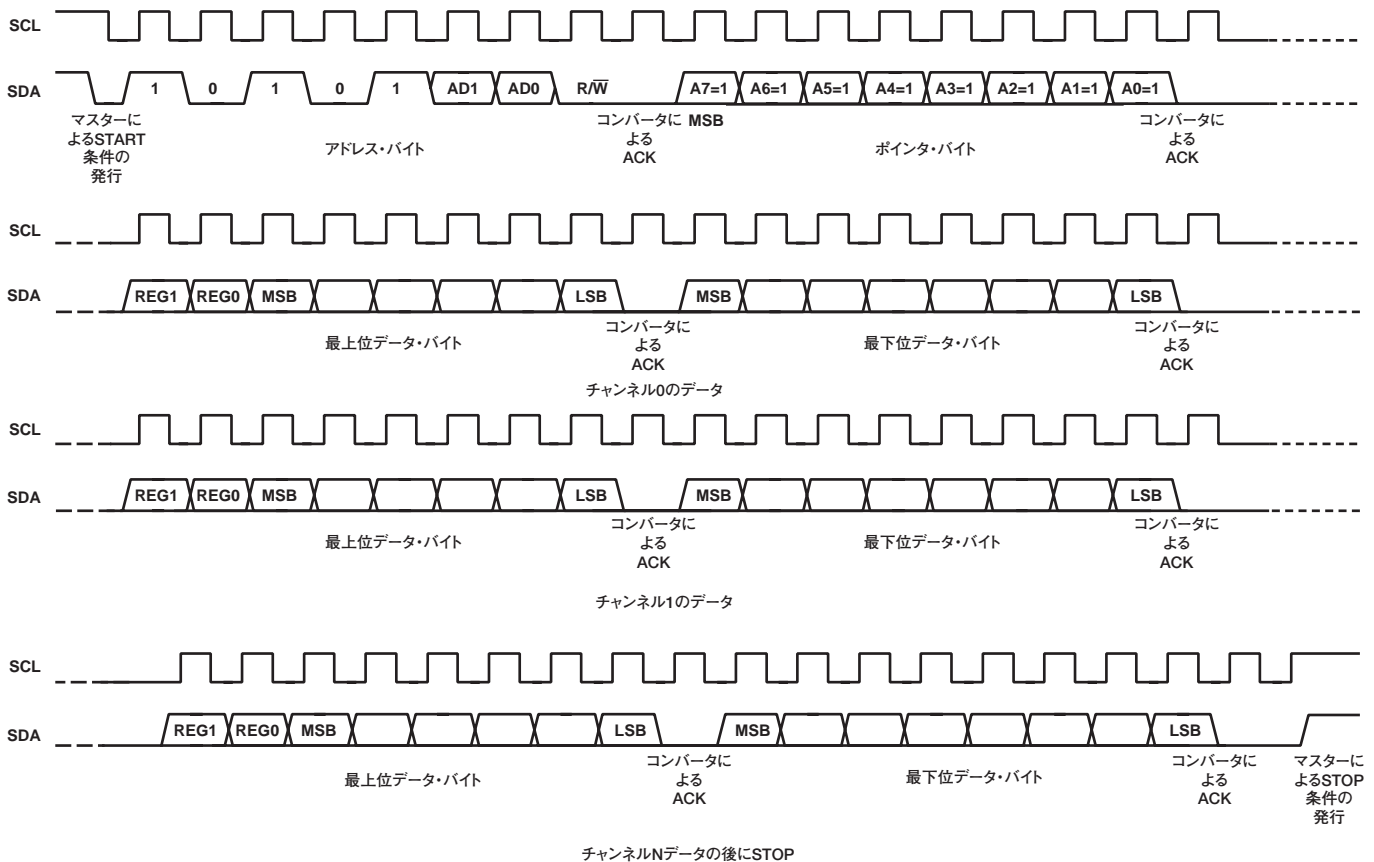 SCL
SDA
1 0 1 0 1 AD1 AD0 R/W̅ A7=1 A6=1 A5=1 A4=1 A3=1 A2=1 A1=1 A0=1
マスターに
よるSTART
条件の
発行
アドレス・バイト
コンバータに
よる
ACK
MSB
ポインタ・バイト
コンバータに
よる
ACK
SCL
SDA
REG1 REG0 MSB LSB MSB LSB
最上位データ・バイト
コンバータに
よる
ACK
最下位データ・バイト
コンバータに
よる
ACK
チャンネル0のデータ
SCL
SDA
REG1 REG0 MSB LSB MSB LSB
最上位データ・バイト
コンバータに
よる
ACK
最下位データ・バイト
コンバータに
よる
ACK
チャンネル1のデータ
SCL
SDA
REG1 REG0 MSB LSB MSB LSB
最上位データ・バイト
コンバータに
よる
ACK
最下位データ・バイト
コンバータに
よる
ACK
マスターに
よるSTOP
条件の
発行
チャンネルNデータの後にSTOP